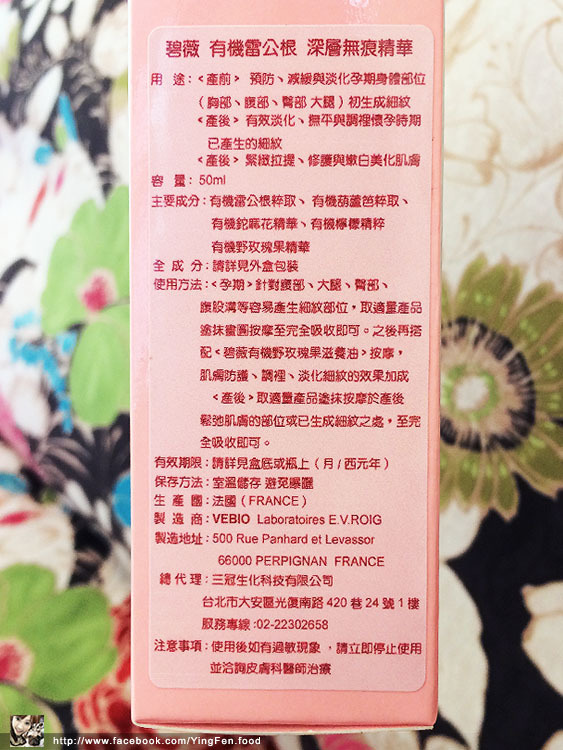 碧薇 有機雷公根 深層無痕精華
用 途：<產前> 預防、減緩與淡化孕期身體部位
（胸部、腹部、臀部 大腿）初生成細紋
<產後> 有效淡化、撫平與調裡懷孕時期
已產生的細紋
<產後> 緊緻拉提、修護與嫩白美化肌膚
容 量：50ml
主要成分：有機雷公根粹取、有機葫蘆芭粹取、
有機鉈麻花精華、有機檸檬精粹
有機野玫瑰果精華
全 成 分：請詳見外盒包裝
使用方法：<孕期>針對腹部、大腿、臀部、
腹股溝等容易產生細紋部位，取適量產品
塗抹畫圓按摩至完全吸收即可。之後再搭
配<碧薇有機野玫瑰果滋養油>按摩，
肌膚防護、調裡、淡化細紋的效果加成
<產後>取適量產品塗抹按摩於產後
鬆弛肌膚的部位或已生成細紋之處，至完
全吸收即可。
有效期限：請詳見盒底或瓶上（月/西元年）
保存方法：室溫儲存 避免曝曬
生 產 國：法國（FRANCE）
製 造 商：VEBIO Laboratoires E.V.ROIG
製造地址：500 Rue Panhard et Levassor
66000 PERPIGNAN FRANCE
總 代 理：三冠生化科技有限公司
台北市大安區光復南路 420 巷 24 號 1 樓
服務專線:02-22302658
注意事項：使用後如有過敏現象，請立即停止使用
並洽詢皮膚科醫師治療
http://www.facebook.com/YingFen.food